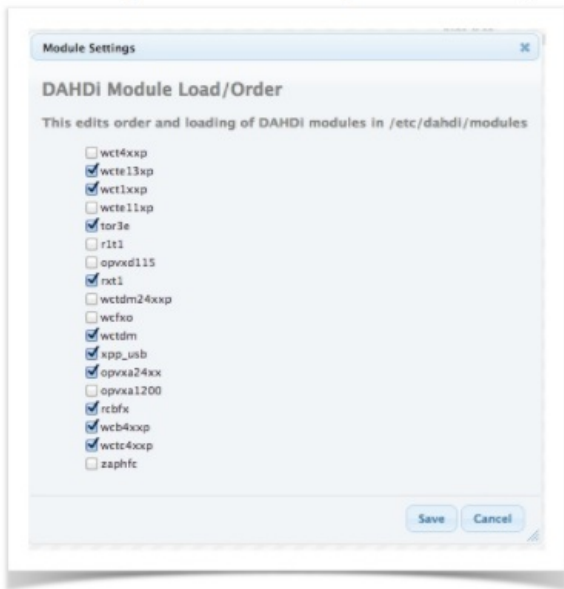 Module Settings
DAHDi Module Load/Order
This edits order and loading of DAHDi modules in /etc/dahdi/modules
wct4xxp
wcte13xp
wct1xxp
wcte11xp
tor3e
r1t1
opvxd115
rxt1
wctdm24xxp
wcfxo
wctdm
xpp_usb
opvxa24xx
opvxa1200
rcbfx
wcb4xxp
wctc4xxp
zaphfc
Save Cancel